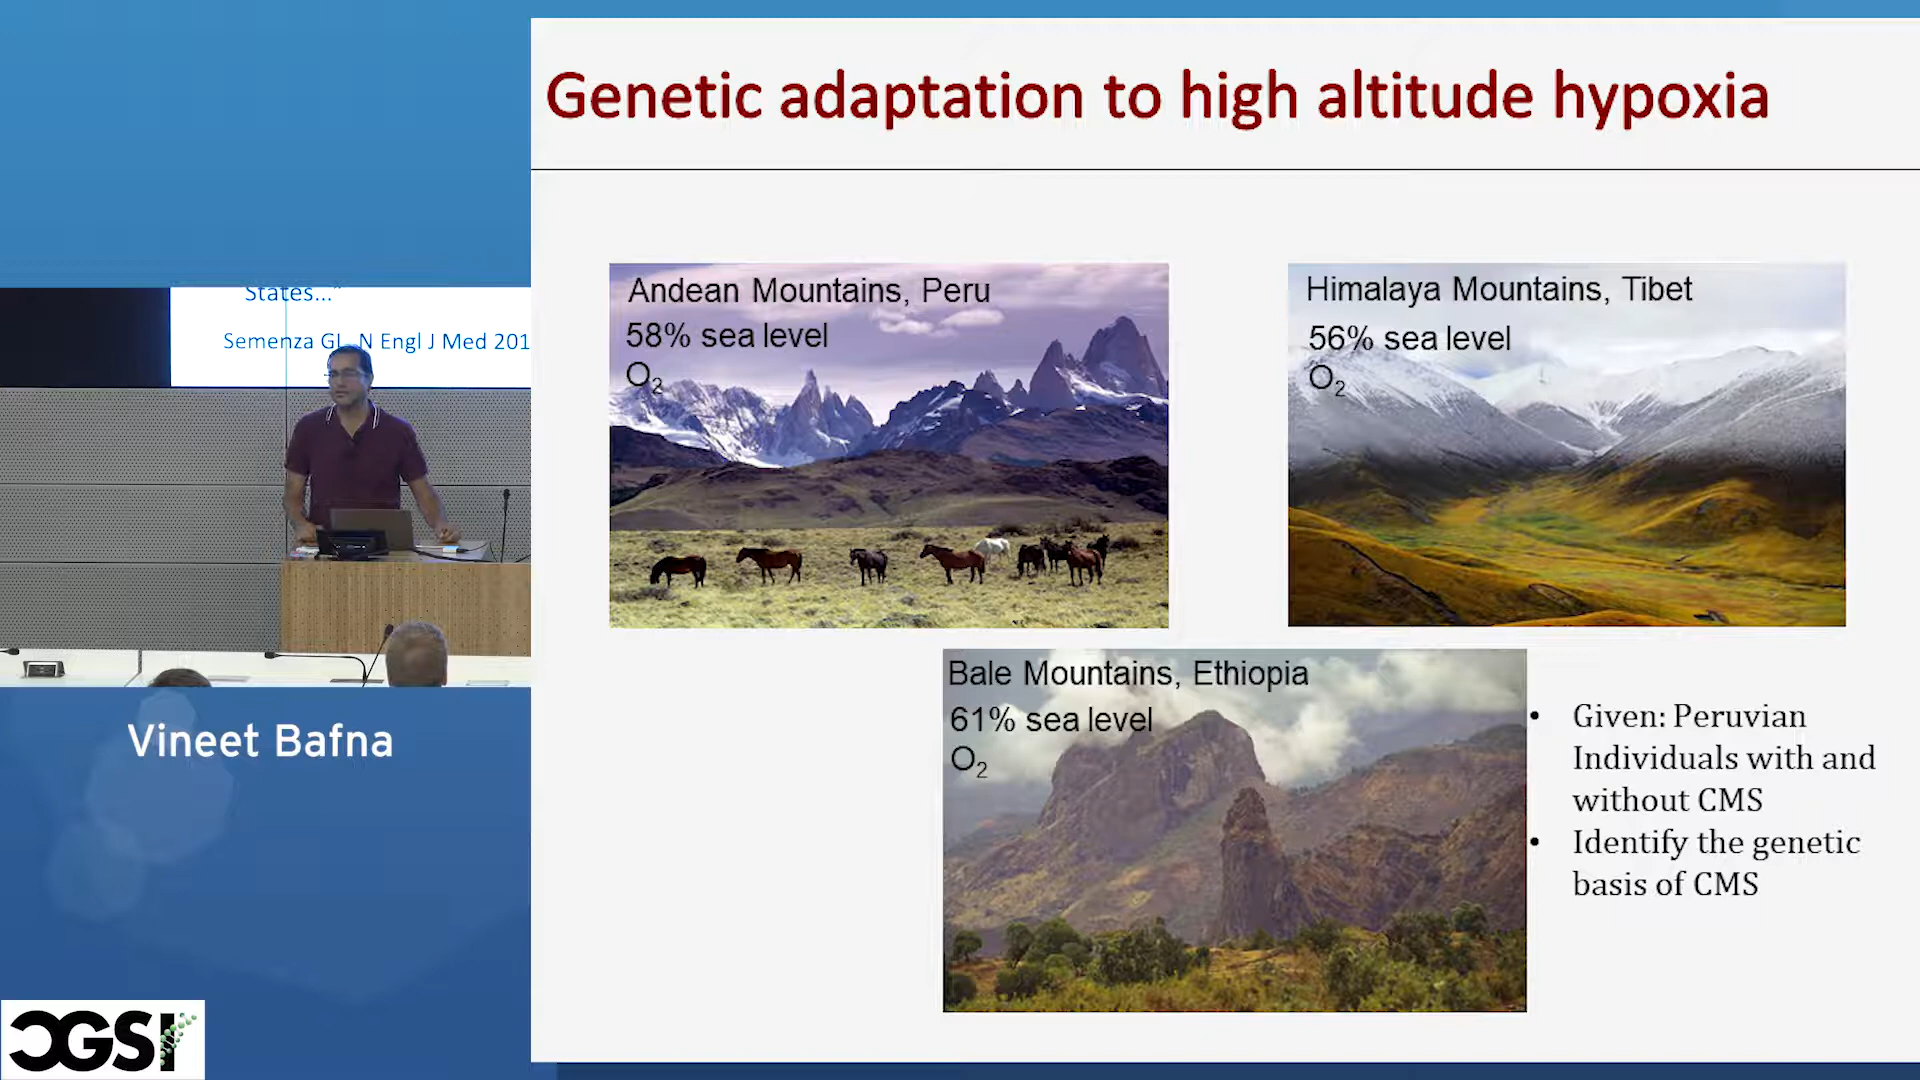 Genetic adaptation to high altitude hypoxia
States..."
Semenza GL N Engl J Med 201
Andean Mountains, Peru
58% sea level
O2
Himalaya Mountains, Tibet
56% sea level
O2
Bale Mountains, Ethiopia
61% sea level
O2
• Given: Peruvian
Individuals with and
without CMS
• Identify the genetic
basis of CMS
Vineet Bafna
CGSI